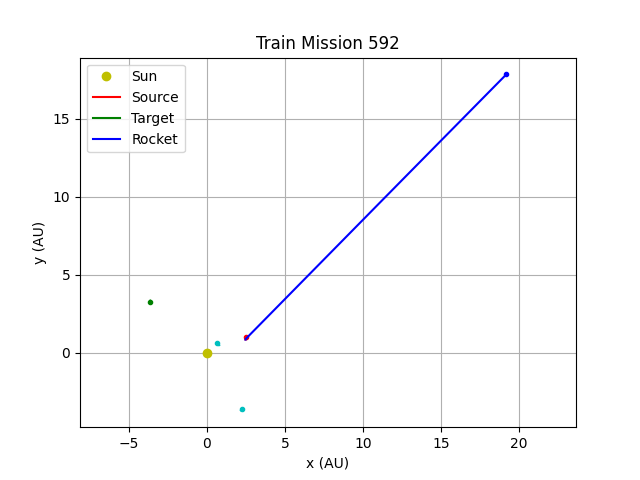 Train Mission 592
Sun
Source
Target
Rocket
15
10
5
0
y (AU)
−5
0
5
10
15
20
x (AU)